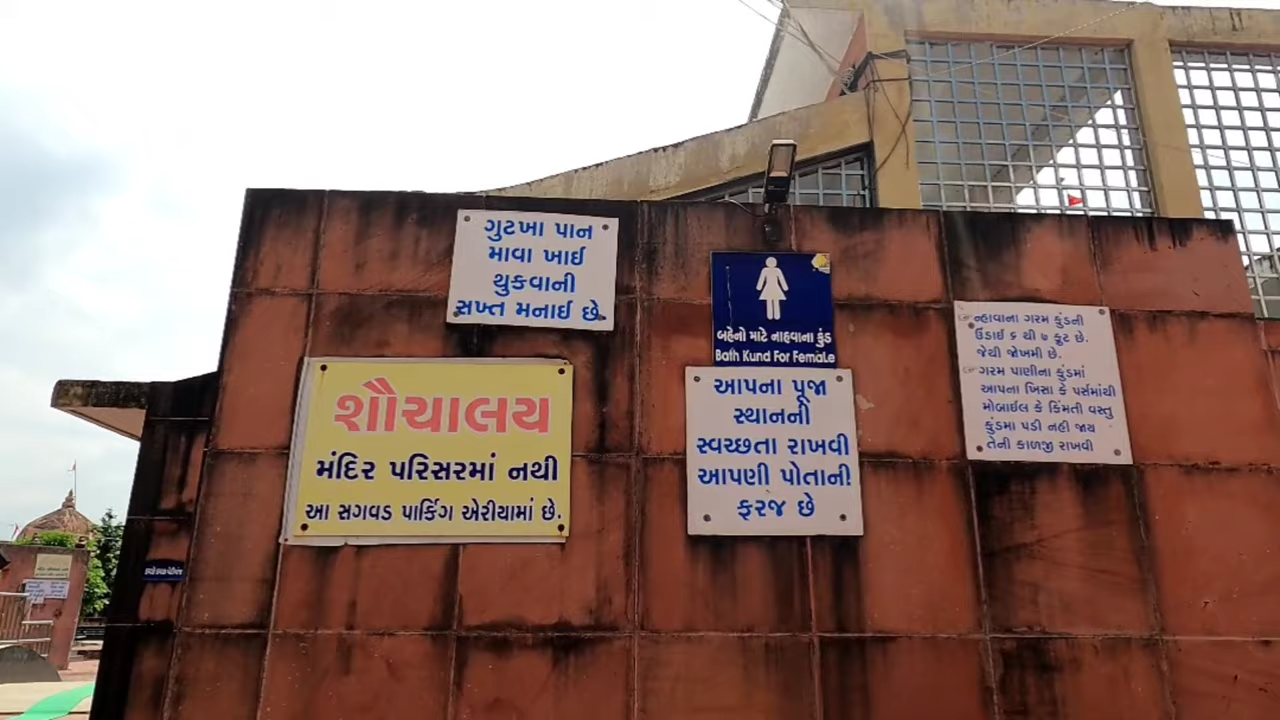 ગુટખા પાન
માવા ખાઈ
થુકવાની
સખ્ત મનાઈ છે.
શૌચાલય
મંદિર પરિસરમાં નથી
આ સગવડ પાર્કિંગ એરીયામાં છે.
બહેનો માટે નાહવાના કુંડ
Bath Kund For Female
આપના પૂજા
સ્થાનની
સ્વચ્છતા રાખવી
આપણી પોતાની
ફરજ છે
ન્હાવાના ગરમ કુંડની
ઉંડાઈ ૬ થી ૭ ફુટ છે.
જેથી જોખમી છે.
ગરમ પાણીના કુંડમાં
આપના ખિસા કે પર્સમાંથી
મોબાઈલ કે કિંમતી વસ્તુ
કુંડમા પડી નહી જાય
તેની કાળજી રાખવી